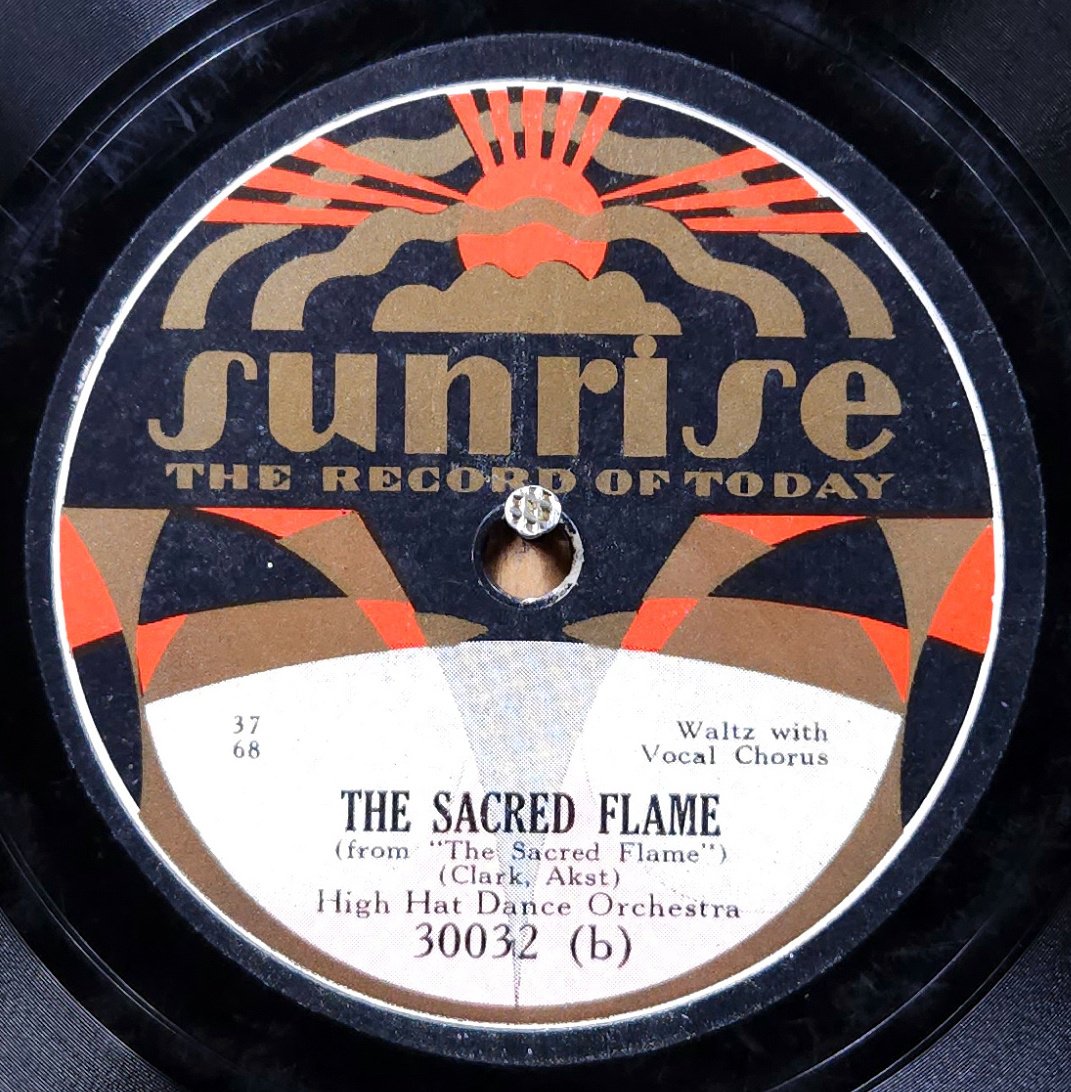 sunrise
THE RECORD OF TODAY
37
68
Waltz with
Vocal Chorus
THE SACRED FLAME
(from "The Sacred Flame")
(Clark, Akst)
High Hat Dance Orchestra
30032 (b)